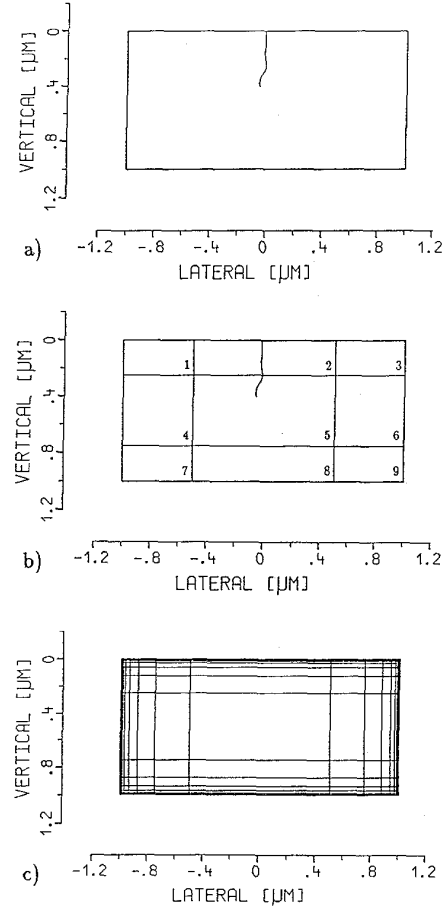 0
.4
.8
1.2
VERTICAL [µM]
-1.2 -.8 -.4 0 .4 .8 1.2
LATERAL [µM]
a)
0
.4
.8
1.2
VERTICAL [µM]
1 2 3
4 5 6
7 8 9
-1.2 -.8 -.4 0 .4 .8 1.2
LATERAL [µM]
b)
0
.4
.8
1.2
VERTICAL [µM]
-1.2 -.8 -.4 0 .4 .8 1.2
LATERAL [µM]
c)